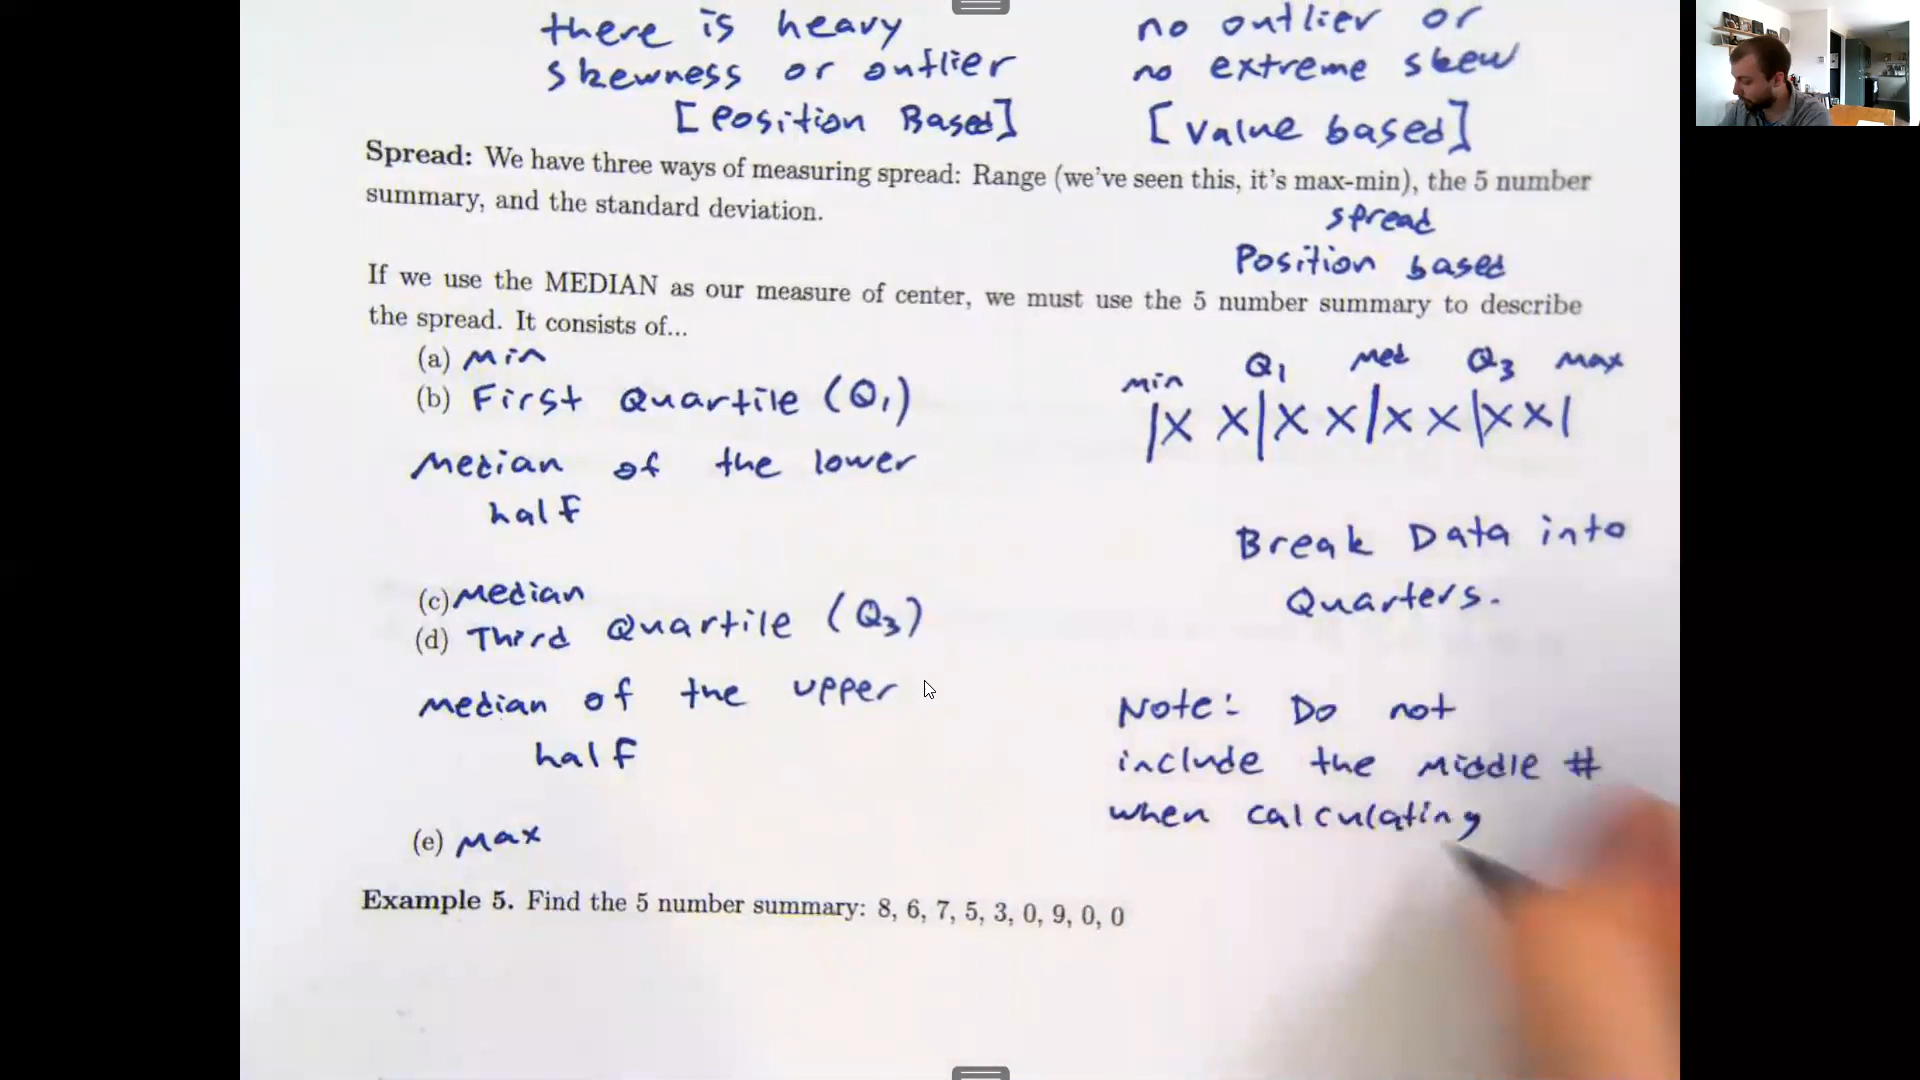 there is heavy
skewness or outlier
[Position Based]
no outlier or
no extreme skew
[Value based]
Spread: We have three ways of measuring spread: Range (we've seen this, it's max-min), the 5 number
summary, and the standard deviation.
spread
Position based
If we use the MEDIAN as our measure of center, we must use the 5 number summary to describe
the spread. It consists of...
(a) Min
(b) First Quartile (Q1)
Median of the lower
half
min Q1 Med Q3 Max
|X X|X X|X X|X X|
Break Data into
Quarters.
(c) Median
(d) Third Quartile (Q3)
Median of the upper
half
Note: Do not
include the Middle #
when calculating
(e) Max
Example 5. Find the 5 number summary: 8, 6, 7, 5, 3, 0, 9, 0, 0